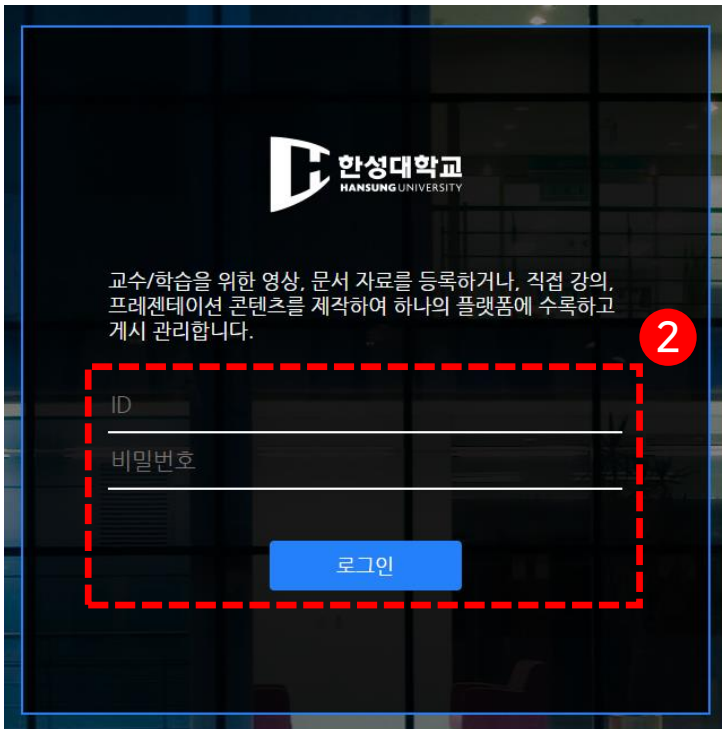 한성대학교
HANSUNG UNIVERSITY
교수/학습을 위한 영상, 문서 자료를 등록하거나, 직접 강의,
프레젠테이션 콘텐츠를 제작하여 하나의 플랫폼에 수록하고
게시 관리합니다.
2
ID
비밀번호
로그인